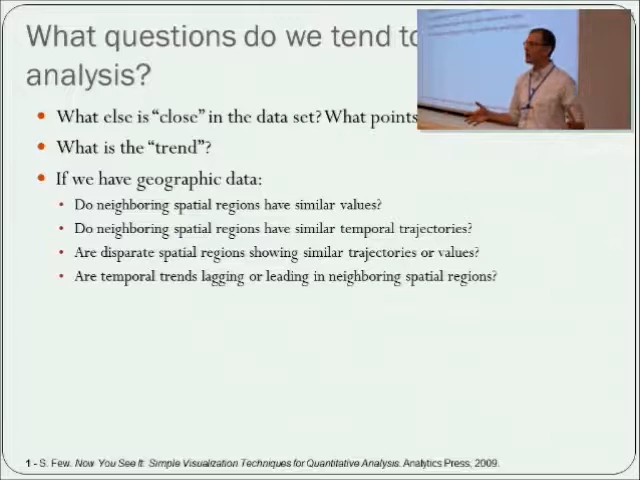 What questions do we tend to
analysis?
• What else is “close” in the data set? What points
• What is the “trend”?
• If we have geographic data:
• Do neighboring spatial regions have similar values?
• Do neighboring spatial regions have similar temporal trajectories?
• Are disparate spatial regions showing similar trajectories or values?
• Are temporal trends lagging or leading in neighboring spatial regions?
1 - S. Few. Now You See It: Simple Visualization Techniques for Quantitative Analysis. Analytics Press, 2009.